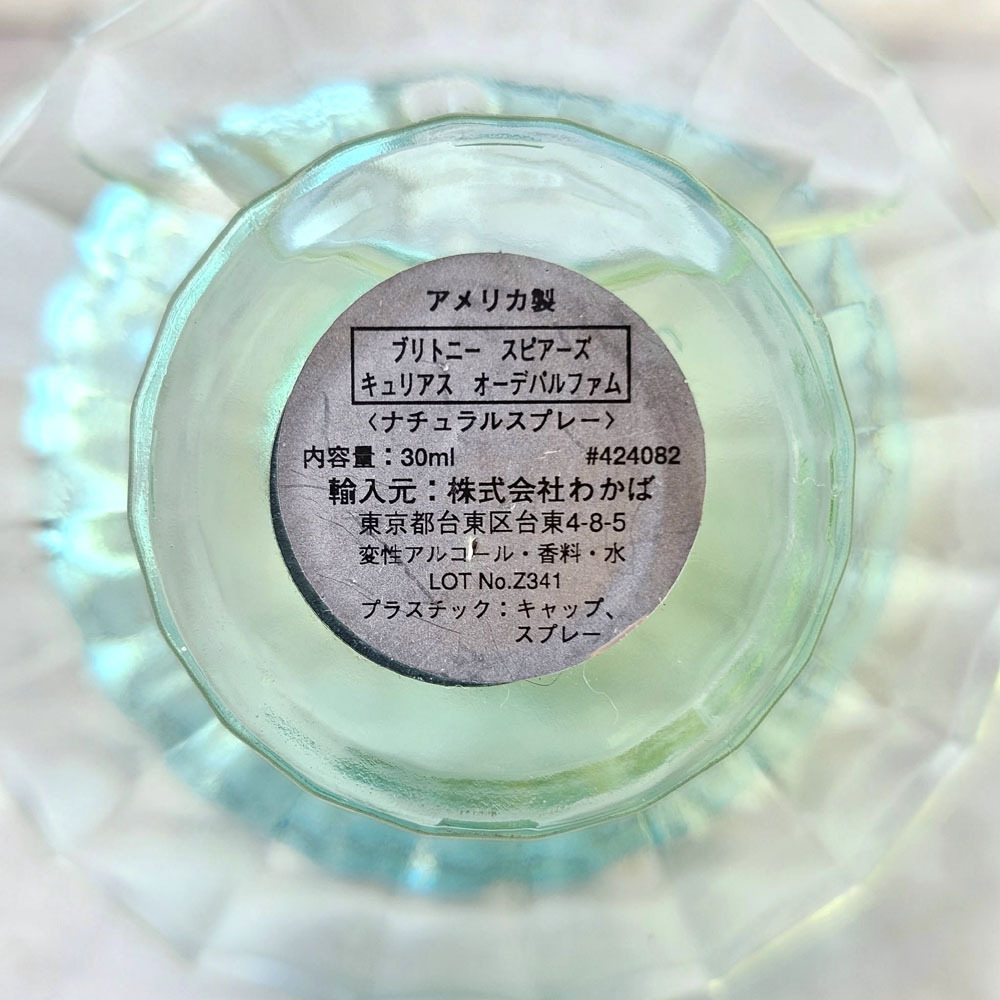 アメリカ製
ブリトニー スピアーズ
キュリアス オーデパルファム
〈ナチュラルスプレー〉
内容量：30ml #424082
輸入元：株式会社わかば
東京都台東区台東4-8-5
変性アルコール・香料・水
LOT No.Z341
プラスチック：キャップ、
スプレー